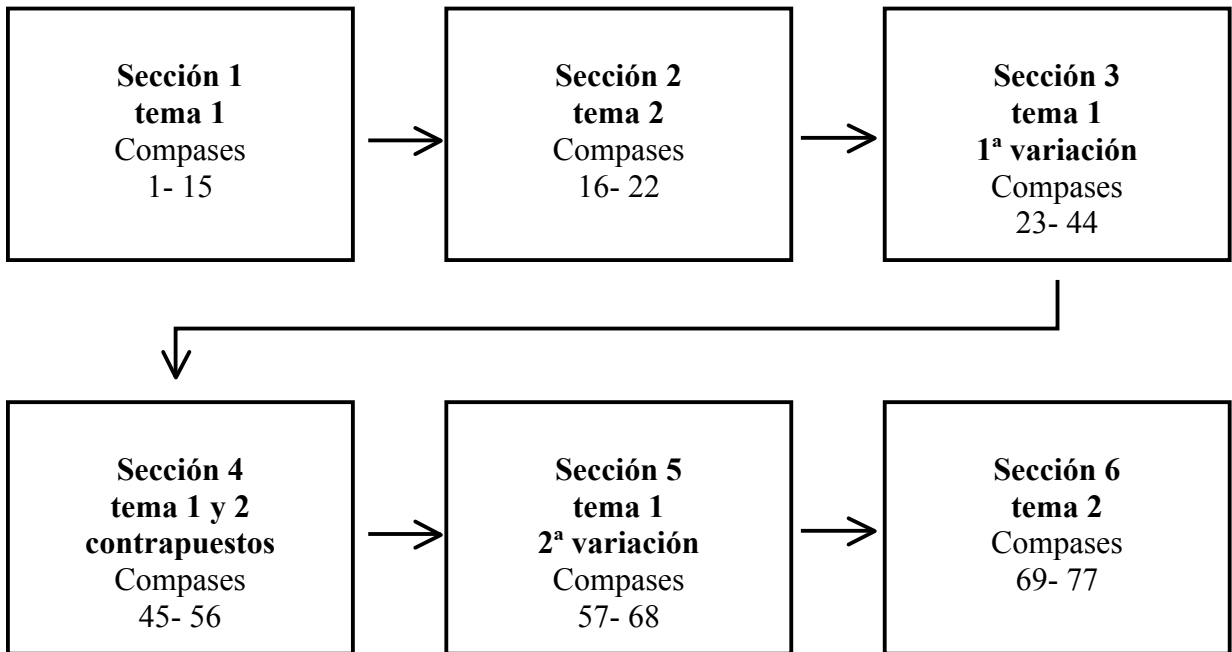 Sección 1
tema 1
Compases
1- 15
Sección 2
tema 2
Compases
16- 22
Sección 3
tema 1
1ª variación
Compases
23- 44
Sección 4
tema 1 y 2
contrapuestos
Compases
45- 56
Sección 5
tema 1
2ª variación
Compases
57- 68
Sección 6
tema 2
Compases
69- 77